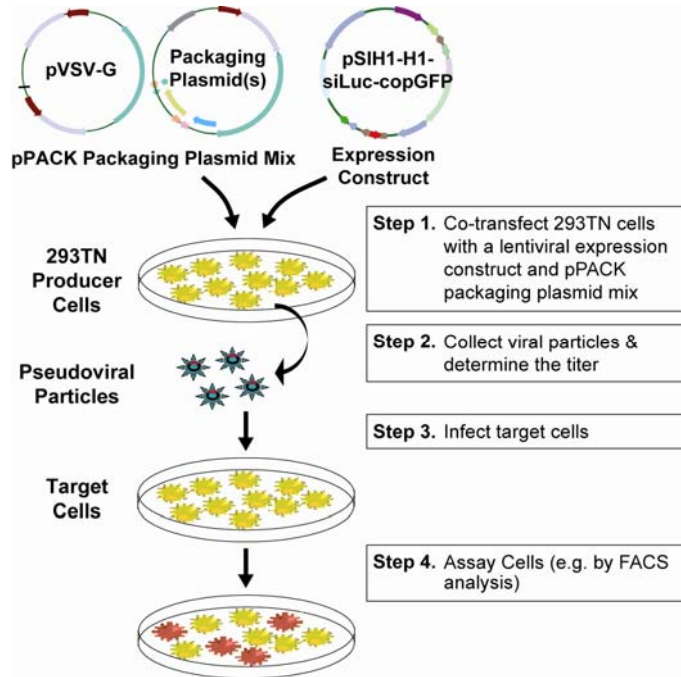 pVSV-G
Packaging
Plasmid(s)
pSIH1-H1-
siLuc-copGFP
pPACK Packaging Plasmid Mix
Expression
Construct
293TN
Producer
Cells
Step 1. Co-transfect 293TN cells
with a lentiviral expression
construct and pPACK
packaging plasmid mix
Step 2. Collect viral particles &
determine the titer
Pseudoviral
Particles
Step 3. Infect target cells
Target
Cells
Step 4. Assay Cells (e.g. by FACS
analysis)